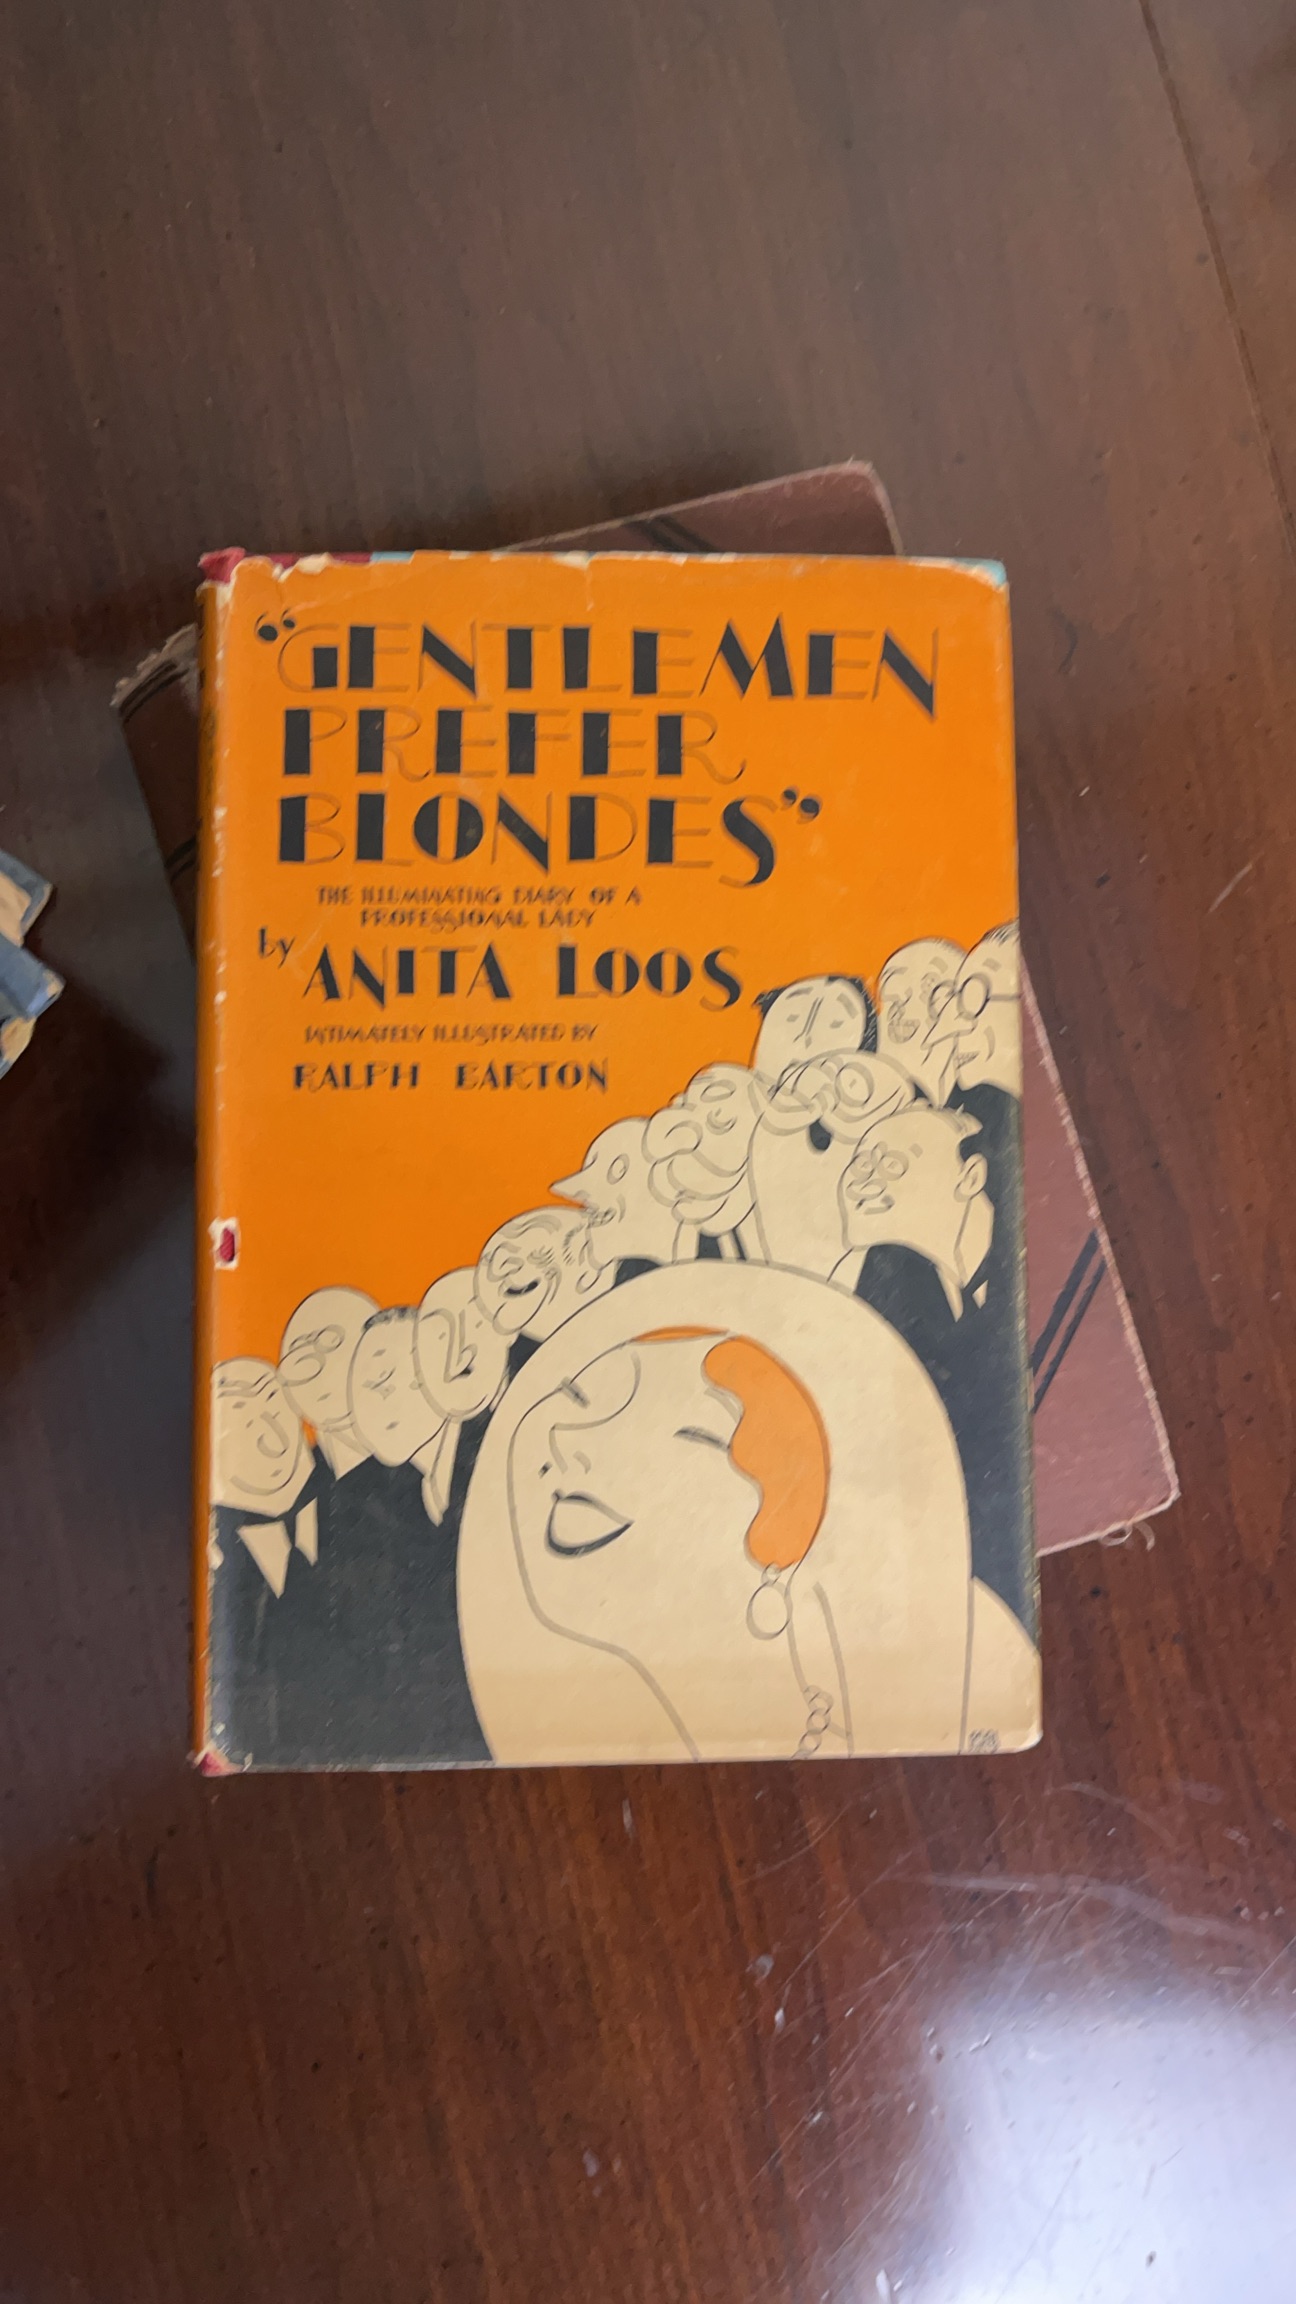 “GENTLEMEN
PREFER
BLONDES”
THE ILLUMINATING DIARY OF A
PROFESSIONAL LADY
by
ANITA LOOS
INTIMATELY ILLUSTRATED BY
RALPH BARTON